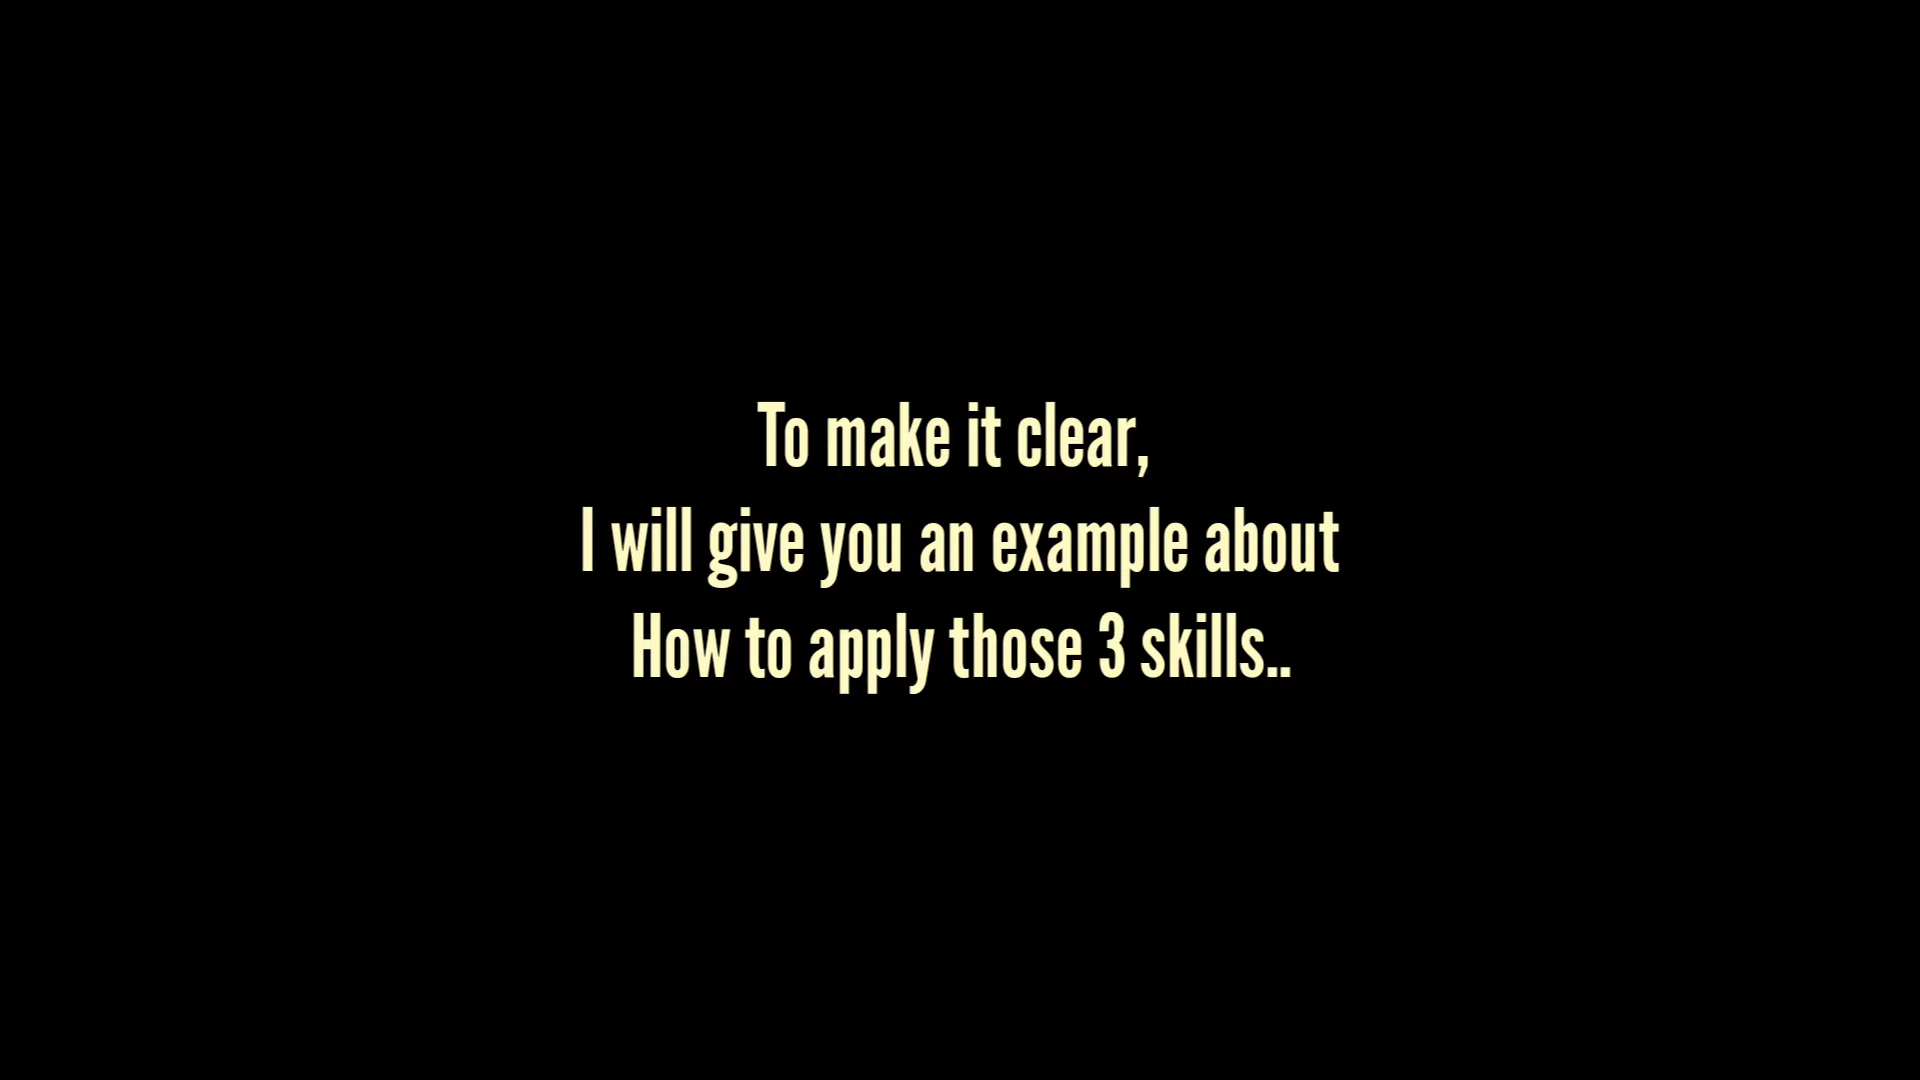 To make it clear,
I will give you an example about
How to apply those 3 skills..